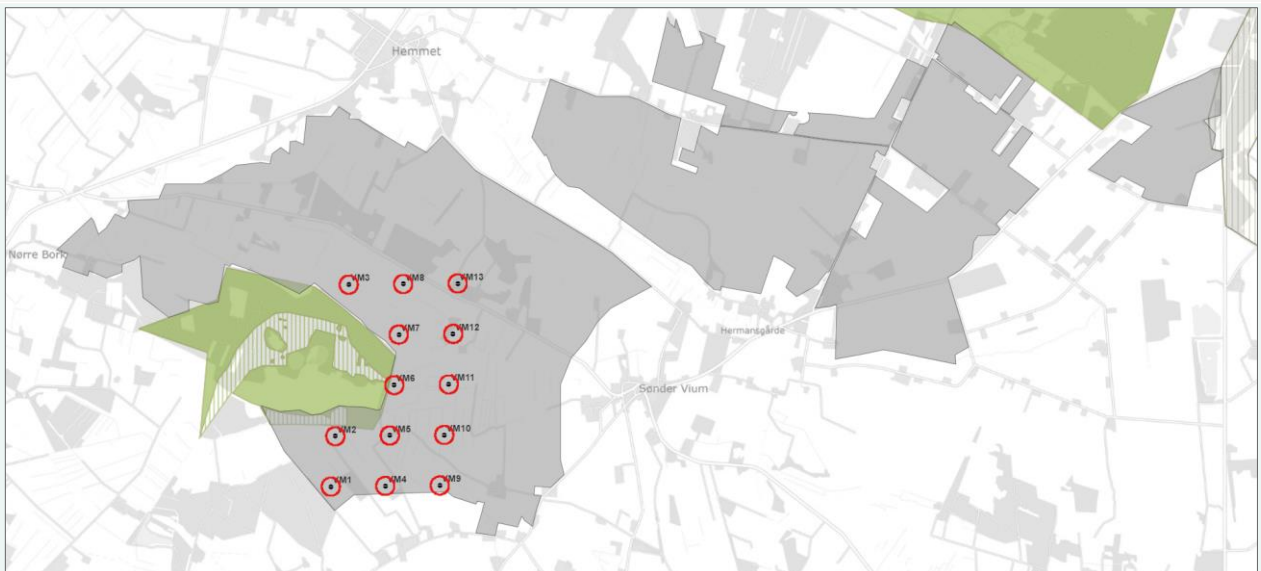 Hemmet
Nørre Bork
VM3
VM8
VM13
VM7
VM12
Hermansgårde
VM6
VM11
Sønder Vium
VM2
VM5
VM10
VM1
VM4
VM9